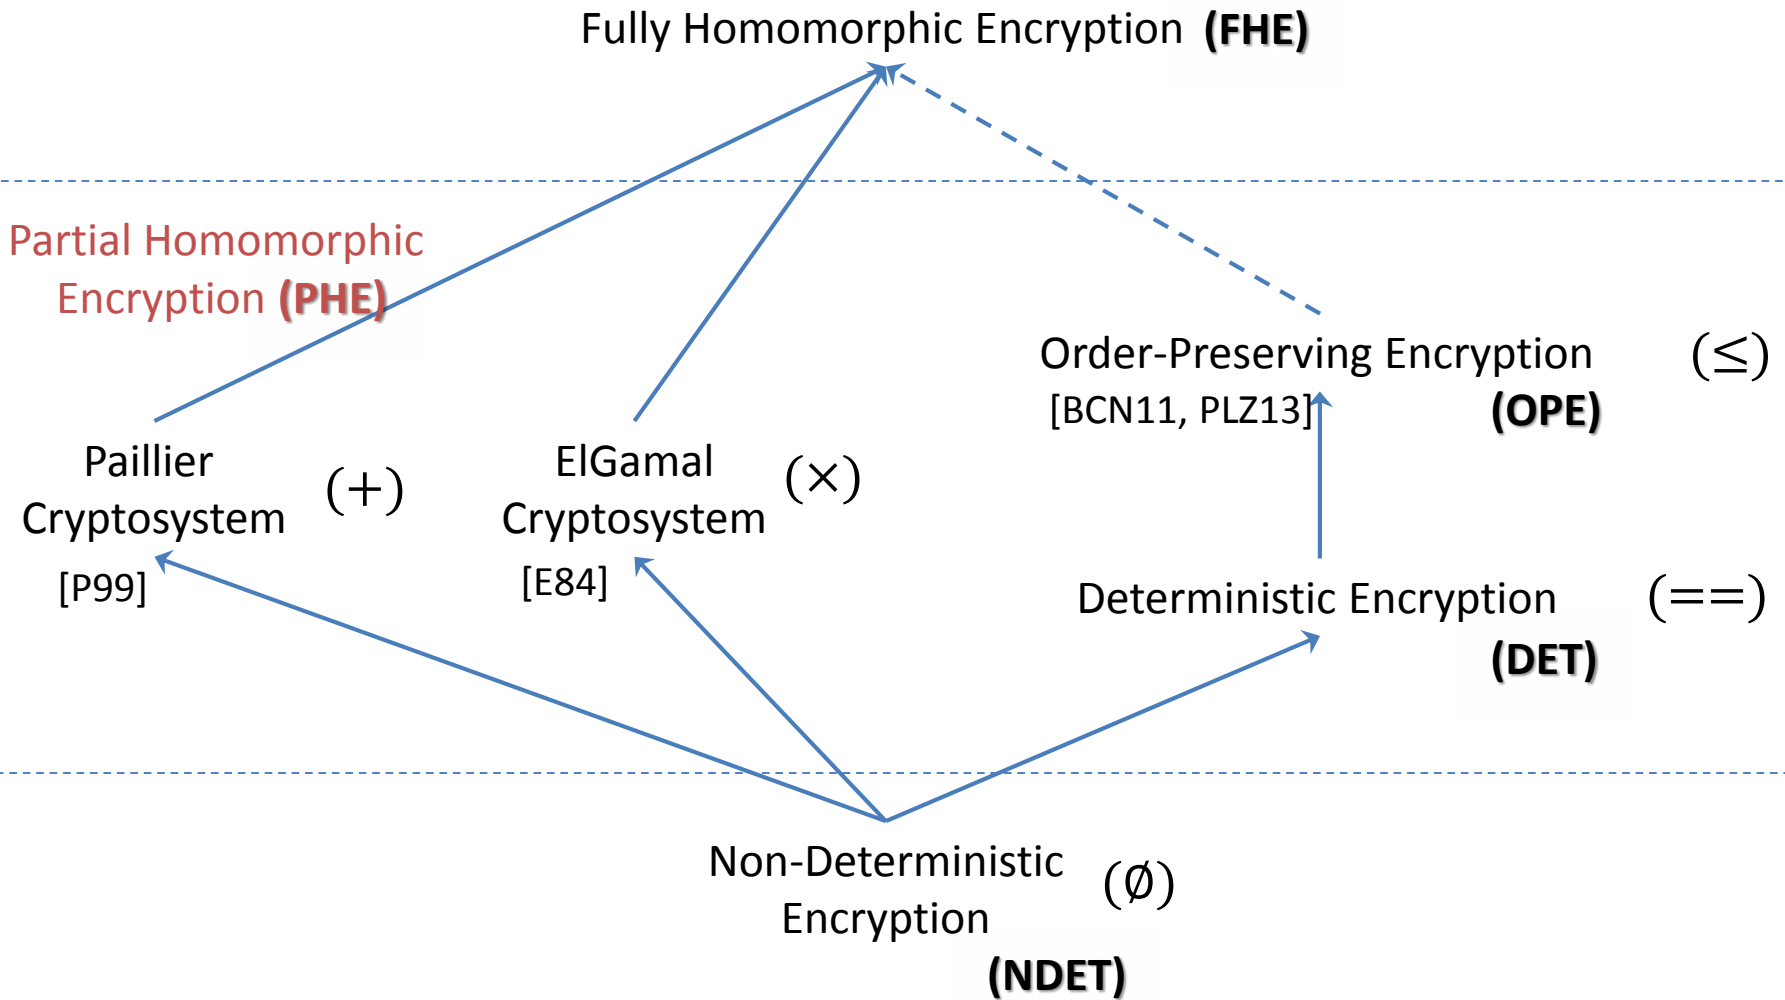 Fully Homomorphic Encryption (FHE)
Partial Homomorphic
Encryption (PHE)
Order-Preserving Encryption (≤)
[BCN11, PLZ13] (OPE)
Paillier
Cryptosystem (+)
[P99]
ElGamal
Cryptosystem (×)
[E84]
Deterministic Encryption (==)
(DET)
Non-Deterministic
Encryption (∅)
(NDET)